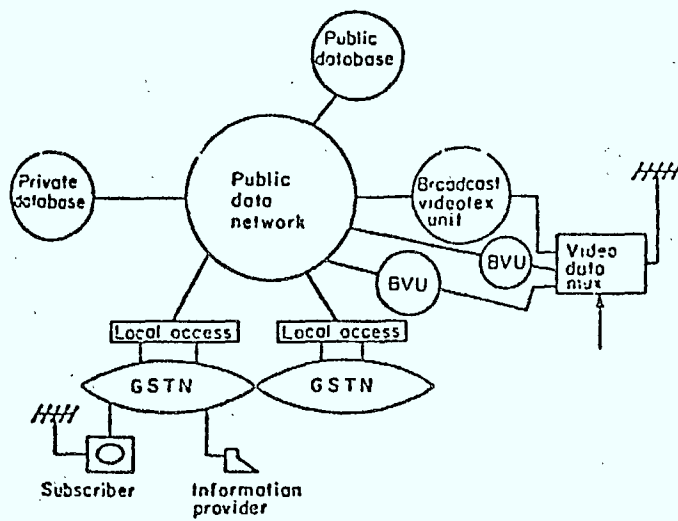 Public
database
Private
database
Public
data
network
Broadcast
videotex
unit
BVU
BVU
Video
data
mux
Local access
Local access
GSTN
GSTN
Subscriber
Information
provider